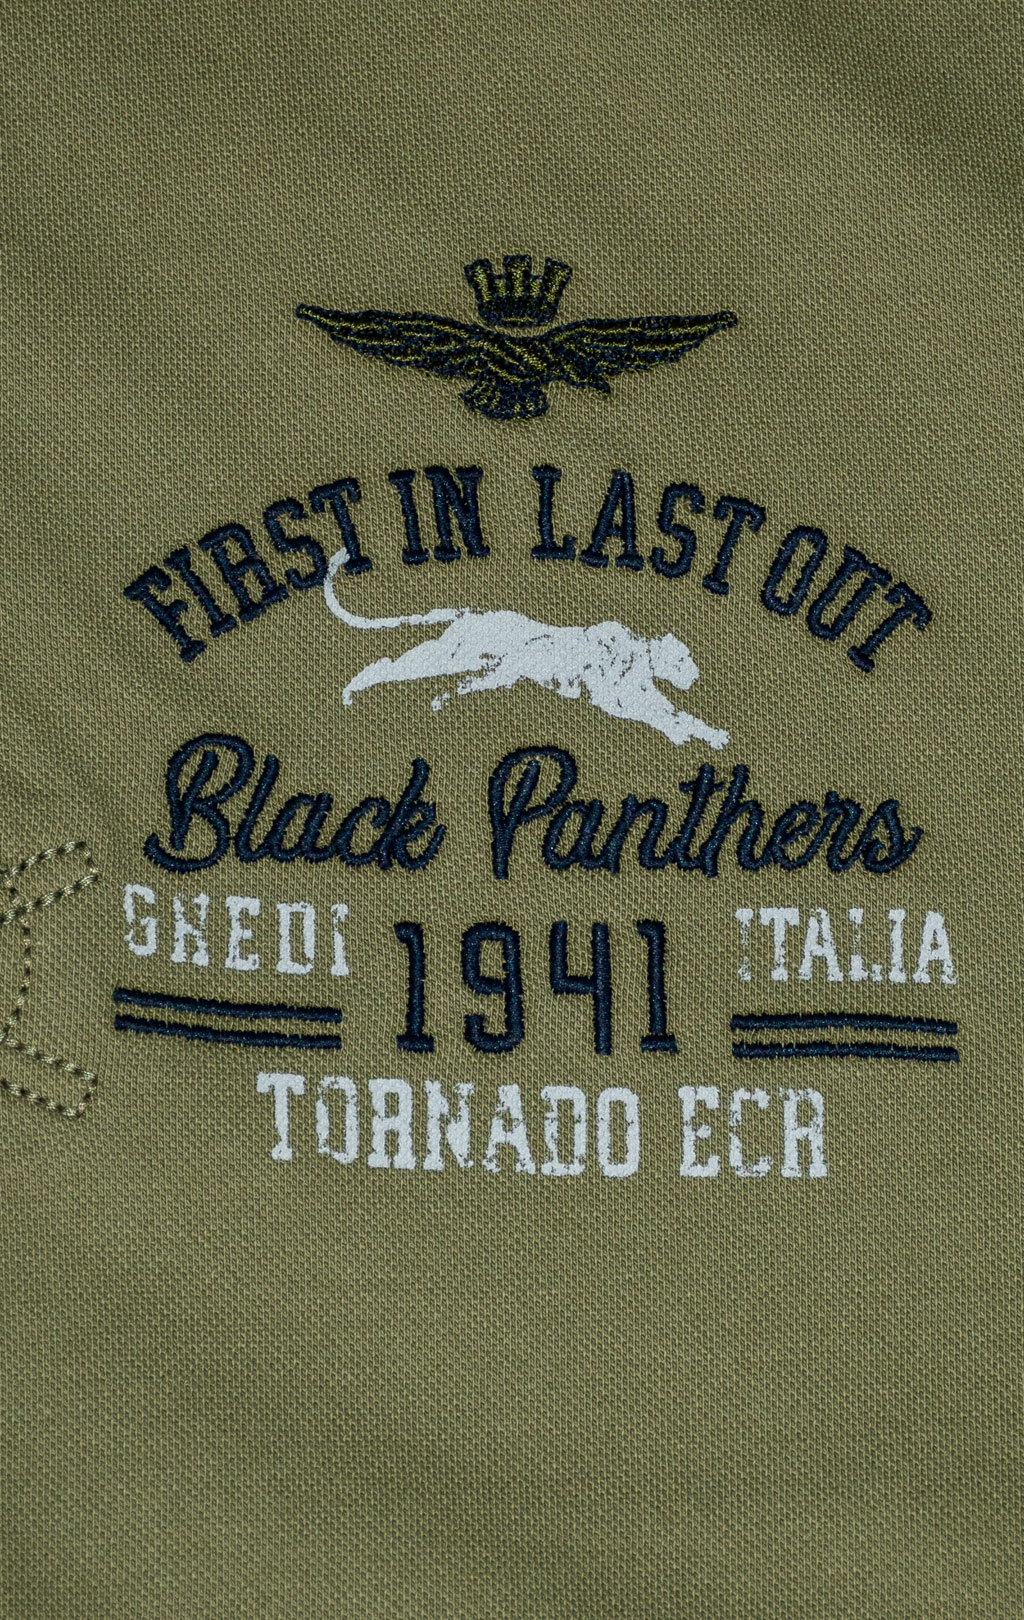 FIRST IN LAST OUT
Black Panthers
GHEDI 1941 ITALIA
TORNADO ECR